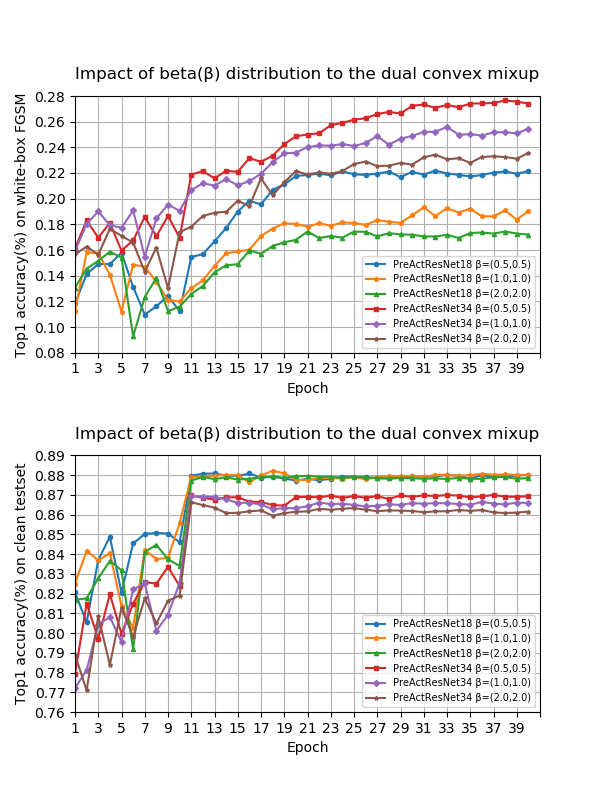 Impact of beta(β) distribution to the dual convex mixup
Top1 accuracy(%) on white-box FGSM
0.28
0.26
0.24
0.22
0.20
0.18
0.16
0.14
0.12
0.10
0.08
PreActResNet18 β=(0.5,0.5)
PreActResNet18 β=(1.0,1.0)
PreActResNet18 β=(2.0,2.0)
PreActResNet34 β=(0.5,0.5)
PreActResNet34 β=(1.0,1.0)
PreActResNet34 β=(2.0,2.0)
1 3 5 7 9 11 13 15 17 19 21 23 25 27 29 31 33 35 37 39
Epoch
Impact of beta(β) distribution to the dual convex mixup
Top1 accuracy(%) on clean testset
0.89
0.88
0.87
0.86
0.85
0.84
0.83
0.82
0.81
0.80
0.79
0.78
0.77
0.76
PreActResNet18 β=(0.5,0.5)
PreActResNet18 β=(1.0,1.0)
PreActResNet18 β=(2.0,2.0)
PreActResNet34 β=(0.5,0.5)
PreActResNet34 β=(1.0,1.0)
PreActResNet34 β=(2.0,2.0)
1 3 5 7 9 11 13 15 17 19 21 23 25 27 29 31 33 35 37 39
Epoch